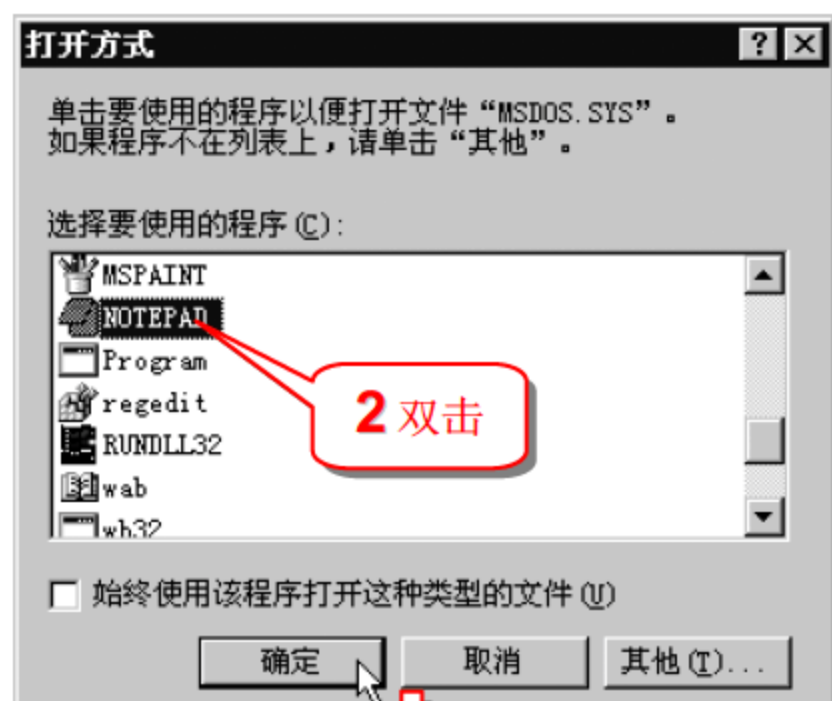 打开方式
单击要使用的程序以便打开文件“MSDOS.SYS”。
如果程序不在列表上，请单击“其他”。
选择要使用的程序(C):
MSPAINT
NOTEPAD
Program
regedit
2 双击
RUNDLL32
wab
wh32
始终使用该程序打开这种类型的文件(U)
确定 取消 其他(T)...